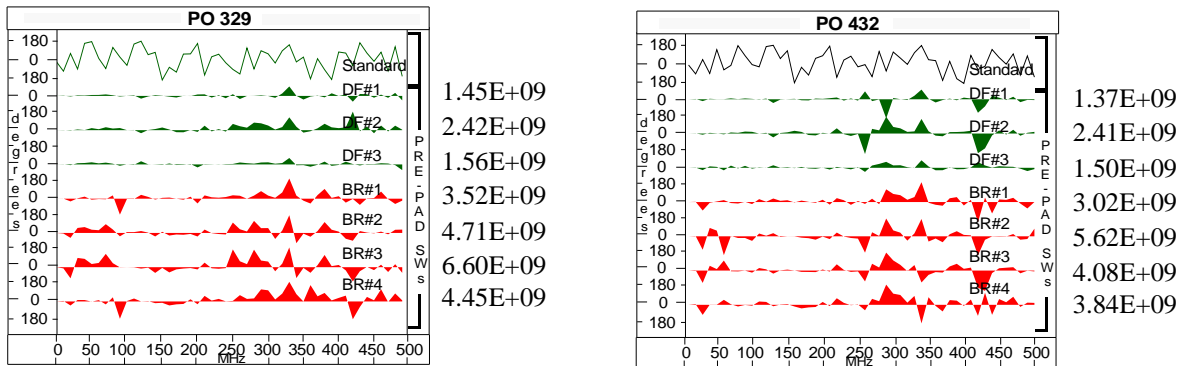 PO 329
180
0
180
Standard
DF#1
0
1.45E+09
180
DF#2
0
2.42E+09
180
DF#3
0
1.56E+09
180
BR#1
0
3.52E+09
180
BR#2
0
4.71E+09
180
BR#3
0
6.60E+09
180
BR#4
0
4.45E+09
180
degrees
PRE-PAD SWs
0 50 100 150 200 250 300 350 400 450 500
MHz
PO 432
180
0
180
Standard
DF#1
0
1.37E+09
180
DF#2
0
2.41E+09
180
DF#3
0
1.50E+09
180
BR#1
0
3.02E+09
180
BR#2
0
5.62E+09
180
BR#3
0
4.08E+09
180
BR#4
0
3.84E+09
180
PRE-PAD SWs
0 50 100 150 200 250 300 350 400 450 500
MHz